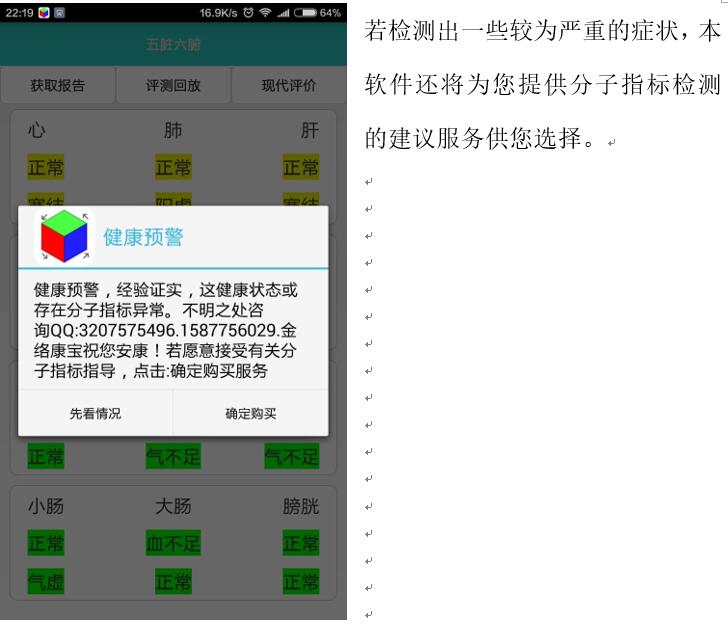 22:19 16.9K/s 64%
五脏六腑
获取报告 评测回放 现代评价
心 肺 肝
正常 正常 正常
寒结 阳虚 寒结
健康预警
健康预警，经验证实，这健康状态或
存在分子指标异常。不明之处咨
询QQ:3207575496.1587756029.金
络康宝祝您安康！若愿意接受有关分
子指标指导，点击:确定购买服务
先看情况 确定购买
正常 气不足 气不足
小肠 大肠 膀胱
正常 血不足 正常
气虚 正常 正常
若检测出一些较为严重的症状，本
软件还将为您提供分子指标检测
的建议服务供您选择。